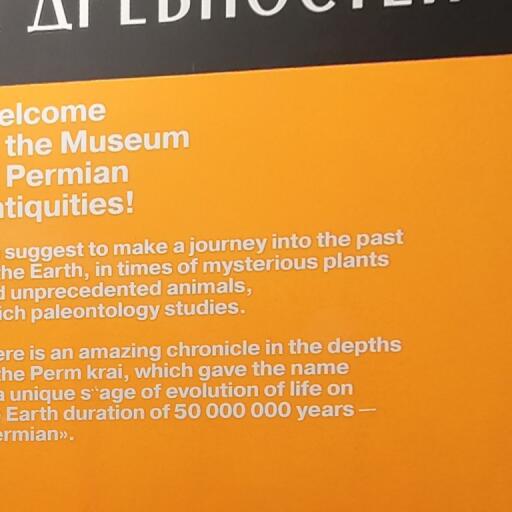 ДРЕВНОСТЕЙ
elcome
the Museum
Permian
ntiquities!
suggest to make a journey into the past
the Earth, in times of mysterious plants
d unprecedented animals,
ich paleontology studies.
ere is an amazing chronicle in the depths
the Perm krai, which gave the name
a unique s age of evolution of life on
Earth duration of 50 000 000 years —
ermian».